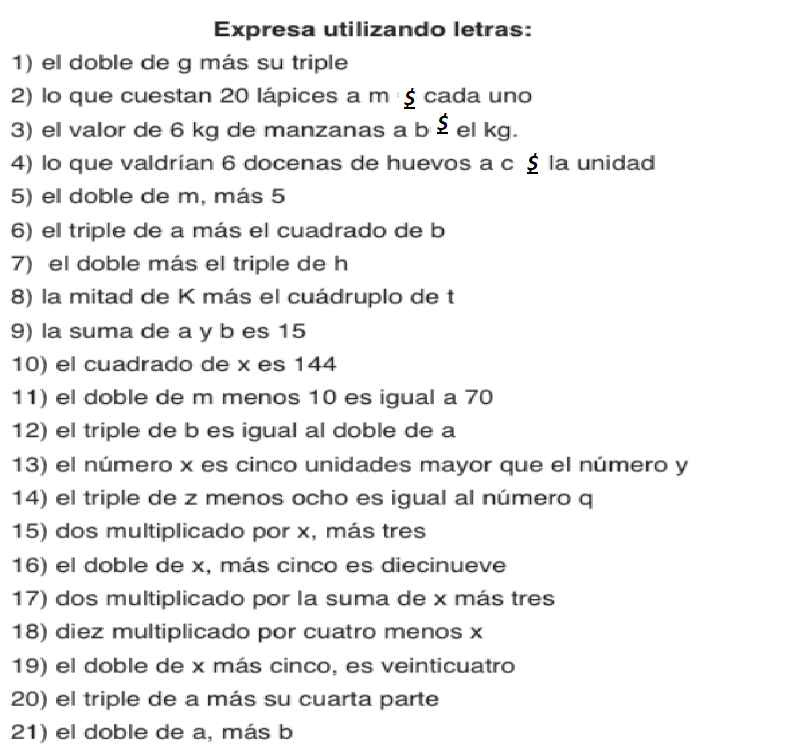 Expresa utilizando letras:
1) el doble de g más su triple
2) lo que cuestan 20 lápices a m $ cada uno
3) el valor de 6 kg de manzanas a b $ el kg.
4) lo que valdrían 6 docenas de huevos a c $ la unidad
5) el doble de m, más 5
6) el triple de a más el cuadrado de b
7) el doble más el triple de h
8) la mitad de K más el cuádruplo de t
9) la suma de a y b es 15
10) el cuadrado de x es 144
11) el doble de m menos 10 es igual a 70
12) el triple de b es igual al doble de a
13) el número x es cinco unidades mayor que el número y
14) el triple de z menos ocho es igual al número q
15) dos multiplicado por x, más tres
16) el doble de x, más cinco es diecinueve
17) dos multiplicado por la suma de x más tres
18) diez multiplicado por cuatro menos x
19) el doble de x más cinco, es veinticuatro
20) el triple de a más su cuarta parte
21) el doble de a, más b